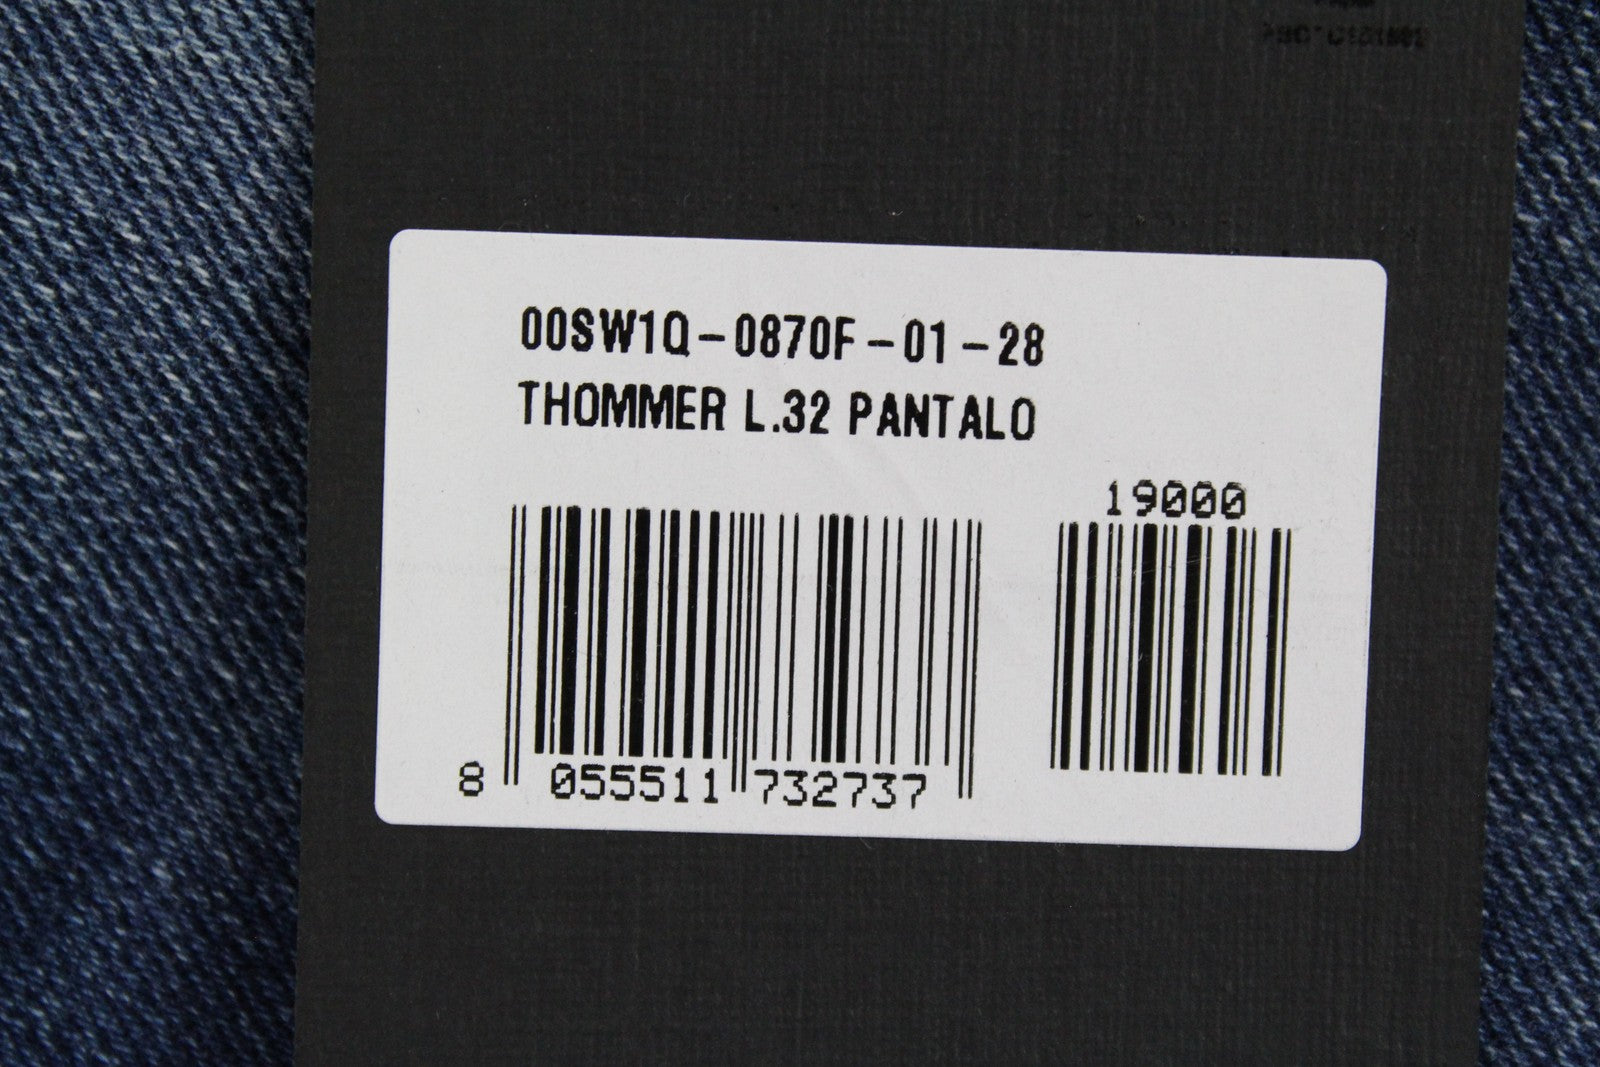 00SW1Q-0870F-01-28
THOMMER L.32 PANTALO
19000
8 055511 732737